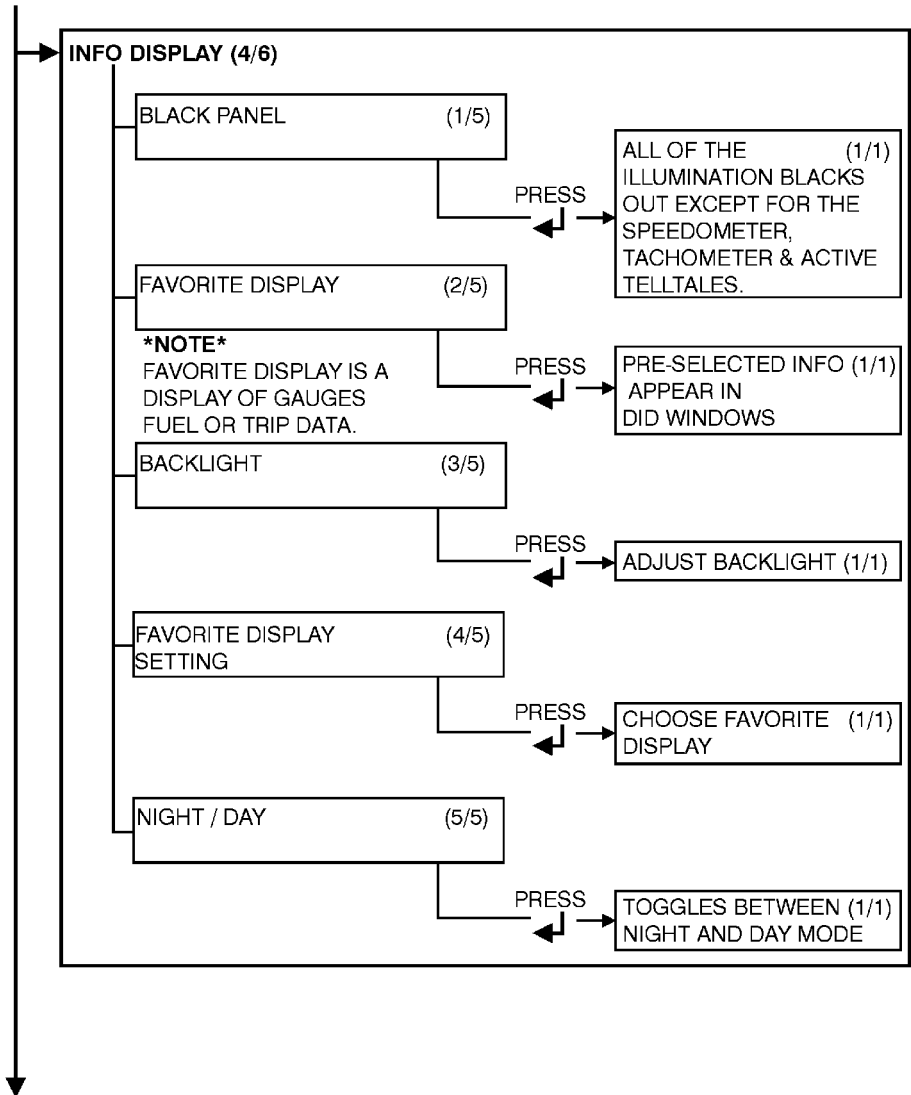 INFO DISPLAY (4/6)
BLACK PANEL (1/5)
PRESS
ALL OF THE (1/1)
ILLUMINATION BLACKS
OUT EXCEPT FOR THE
SPEEDOMETER,
TACHOMETER & ACTIVE
TELLTALES.
FAVORITE DISPLAY (2/5)
*NOTE*
FAVORITE DISPLAY IS A
DISPLAY OF GAUGES
FUEL OR TRIP DATA.
PRESS
PRE-SELECTED INFO (1/1)
APPEAR IN
DID WINDOWS
BACKLIGHT (3/5)
PRESS
ADJUST BACKLIGHT (1/1)
FAVORITE DISPLAY (4/5)
SETTING
PRESS
CHOOSE FAVORITE (1/1)
DISPLAY
NIGHT / DAY (5/5)
PRESS
TOGGLES BETWEEN (1/1)
NIGHT AND DAY MODE